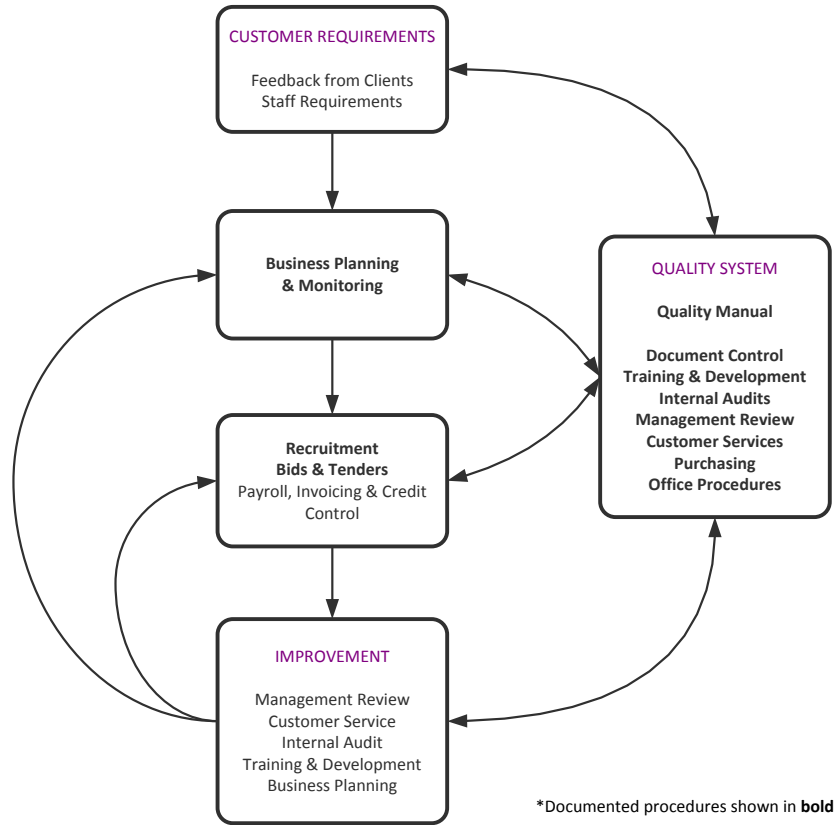 CUSTOMER REQUIREMENTS
Feedback from Clients
Staff Requirements
Business Planning
& Monitoring
QUALITY SYSTEM
Quality Manual
Document Control
Training & Development
Internal Audits
Management Review
Customer Services
Purchasing
Office Procedures
Recruitment
Bids & Tenders
Payroll, Invoicing & Credit
Control
IMPROVEMENT
Management Review
Customer Service
Internal Audit
Training & Development
Business Planning
*Documented procedures shown in bold